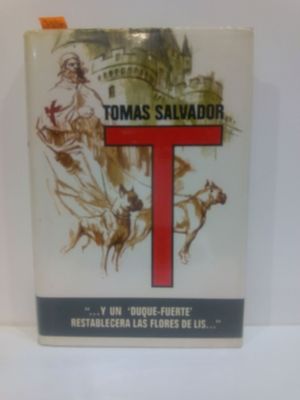 TOMAS SALVADOR
T
"...Y UN 'DUQUE-FUERTE'
RESTABLECERA LAS FLORES DE LIS..."